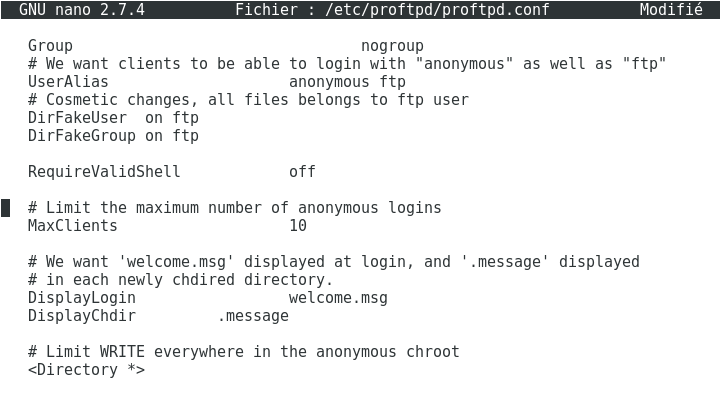 GNU nano 2.7.4 Fichier : /etc/proftpd/proftpd.conf Modifié
Group nogroup
# We want clients to be able to login with "anonymous" as well as "ftp"
UserAlias anonymous ftp
# Cosmetic changes, all files belongs to ftp user
DirFakeUser on ftp
DirFakeGroup on ftp
RequireValidShell off
# Limit the maximum number of anonymous logins
MaxClients 10
# We want 'welcome.msg' displayed at login, and '.message' displayed
# in each newly chdired directory.
DisplayLogin welcome.msg
DisplayChdir .message
# Limit WRITE everywhere in the anonymous chroot
<Directory *>